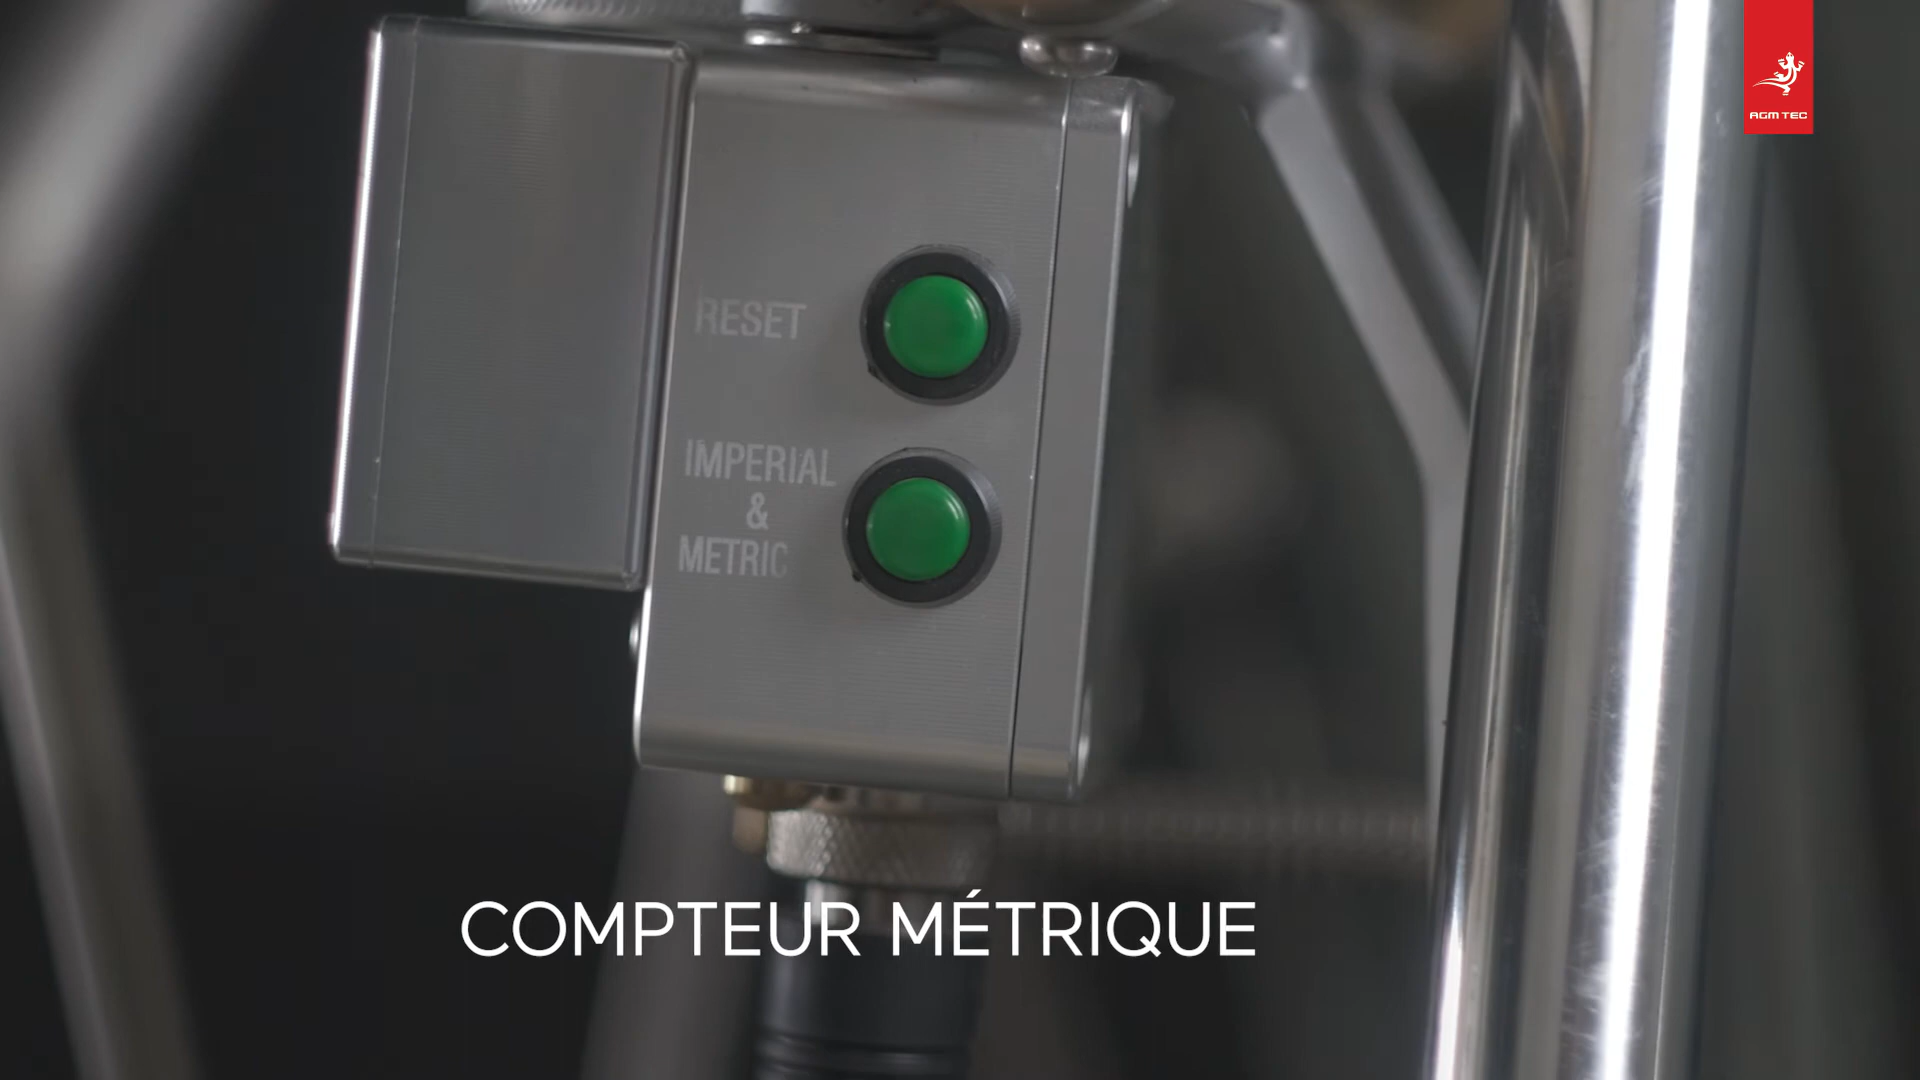 AGM TEC
RESET
IMPERIAL
&
METRIC
COMPTEUR MÉTRIQUE